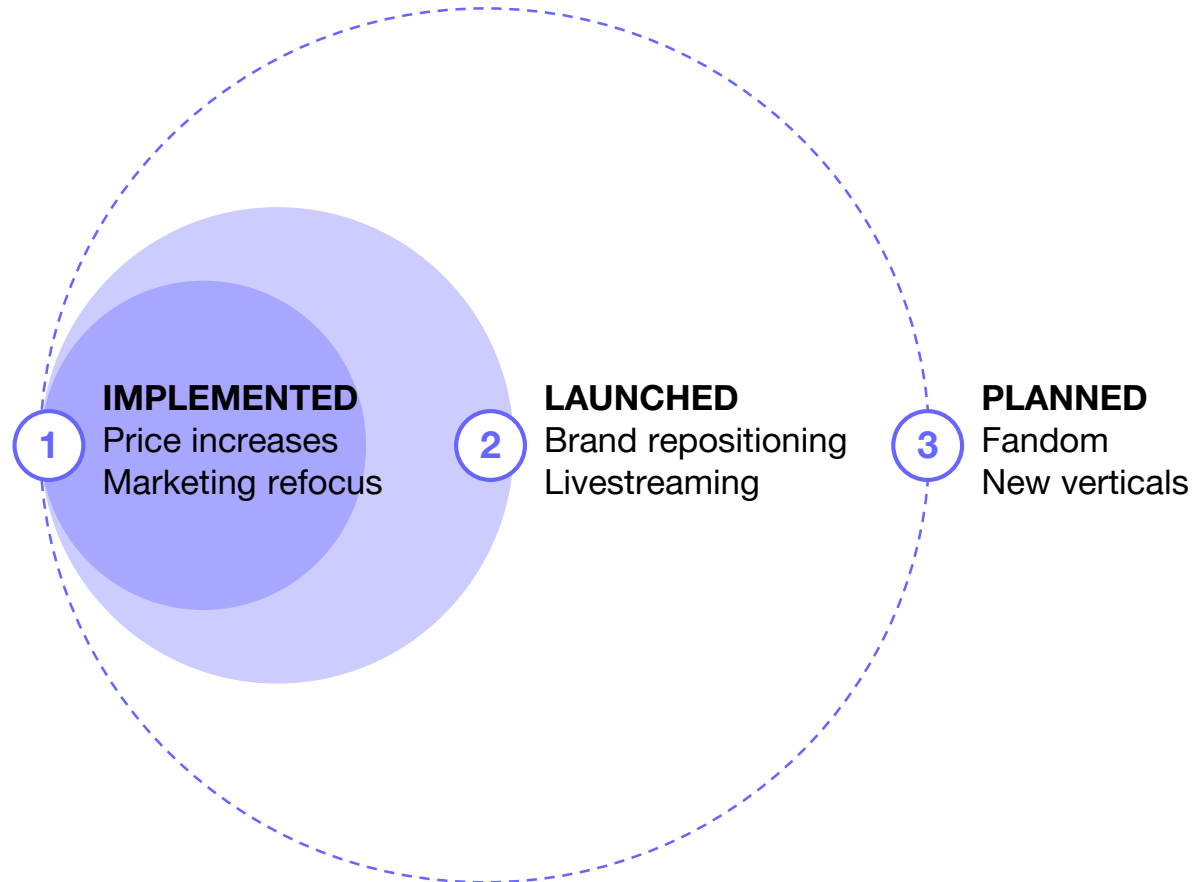 1
IMPLEMENTED
Price increases
Marketing refocus
2
LAUNCHED
Brand repositioning
Livestreaming
3
PLANNED
Fandom
New verticals